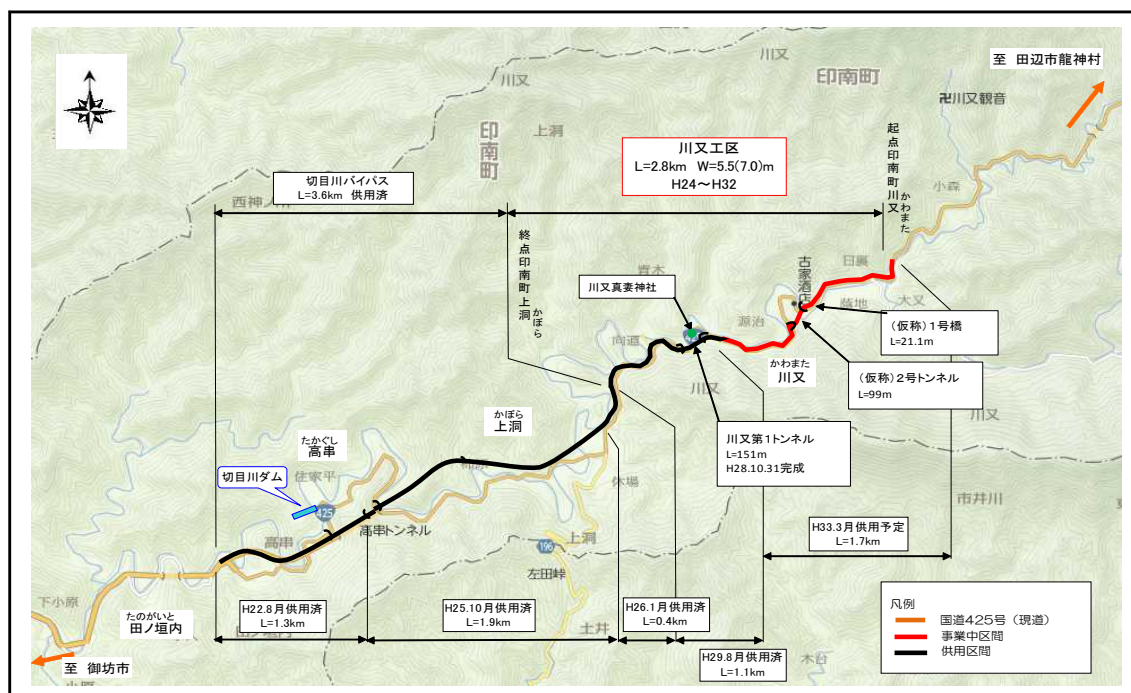 至 田辺市龍神村
印南町
川又
川又
卍川又観音
印南町
上洞
川又工区
L=2.8km W=5.5(7.0)m
H24～H32
起点印南町川又
かわまた
小森
切目川バイパス
L=3.6km 供用済
西神ノ川
終点印南町上洞
かぼら
川又真妻神社
古家酒店
日裏
大又
蔭地
源治
向道
(仮称)1号橋
L=21.1m
かわまた
川又
川又
(仮称)2号トンネル
L=99m
川又
かぼら
上洞
川又第1トンネル
L=151m
H28.10.31完成
たかぐし
高串
住家平
切目川ダム
425
高串トンネル
休場
市井川
高串
196
上洞
左田峠
H33.3月供用予定
L=1.7km
下小原
たのがいと
田ノ垣内
H22.8月供用済
L=1.3km
H25.10月供用済
L=1.9km
H26.1月供用済
L=0.4km
土井
H29.8月供用済
L=1.1km
木台
至 御坊市
凡例
国道425号(現道)
事業中区間
供用区間